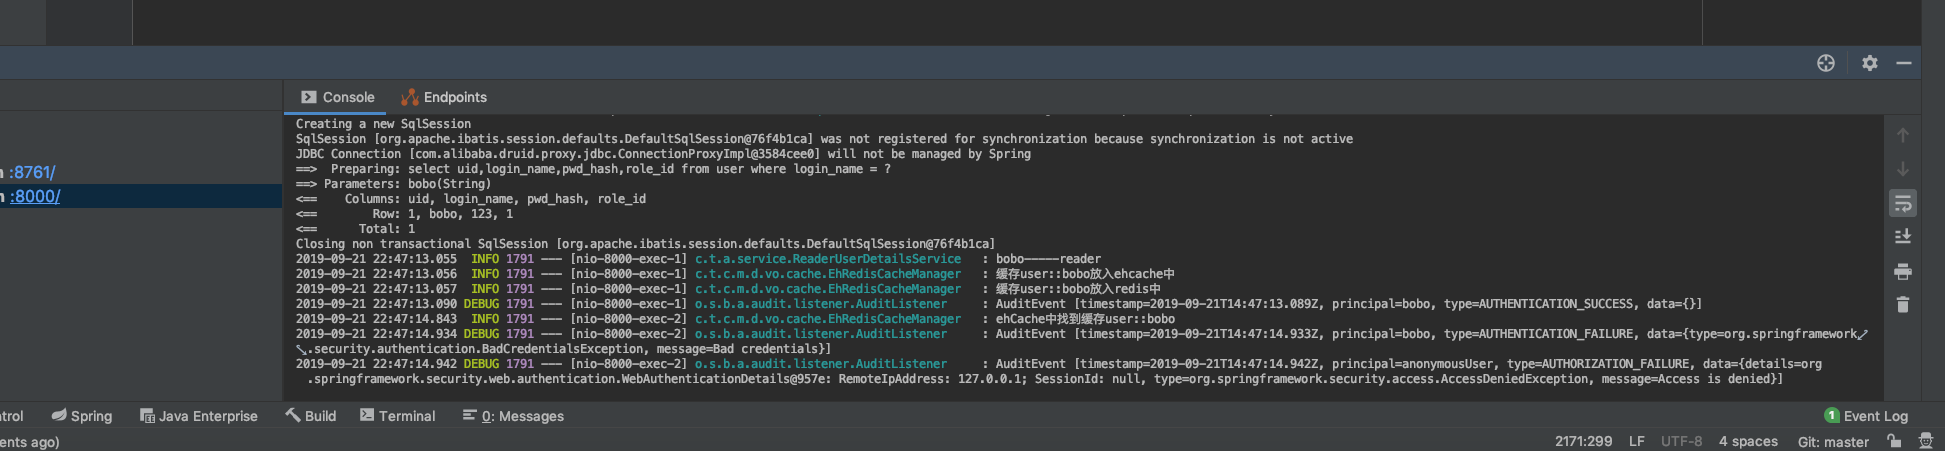 Console
Endpoints
Creating a new SqlSession
SqlSession [org.apache.ibatis.session.defaults.DefaultSqlSession@76f4b1ca] was not registered for synchronization because synchronization is not active
JDBC Connection [com.alibaba.druid.proxy.jdbc.ConnectionProxyImpl@3584cee0] will not be managed by Spring
==>  Preparing: select uid,login_name,pwd_hash,role_id from user where login_name = ?
==> Parameters: bobo(String)
<==    Columns: uid, login_name, pwd_hash, role_id
<==        Row: 1, bobo, 123, 1
<==      Total: 1
Closing non transactional SqlSession [org.apache.ibatis.session.defaults.DefaultSqlSession@76f4b1ca]
2019-09-21 22:47:13.055  INFO 1791 --- [nio-8000-exec-1] c.t.a.service.ReaderUserDetailsService   : bobo-----reader
2019-09-21 22:47:13.056  INFO 1791 --- [nio-8000-exec-1] c.t.c.m.d.vo.cache.EhRedisCacheManager   : 缓存user::bobo放入ehcache中
2019-09-21 22:47:13.057  INFO 1791 --- [nio-8000-exec-1] c.t.c.m.d.vo.cache.EhRedisCacheManager   : 缓存user::bobo放入redis中
2019-09-21 22:47:13.090 DEBUG 1791 --- [nio-8000-exec-1] o.s.b.a.audit.listener.AuditListener     : AuditEvent [timestamp=2019-09-21T14:47:13.089Z, principal=bobo, type=AUTHENTICATION_SUCCESS, data={}]
2019-09-21 22:47:14.843  INFO 1791 --- [nio-8000-exec-2] c.t.c.m.d.vo.cache.EhRedisCacheManager   : ehCache中找到缓存user::bobo
2019-09-21 22:47:14.934 DEBUG 1791 --- [nio-8000-exec-2] o.s.b.a.audit.listener.AuditListener     : AuditEvent [timestamp=2019-09-21T14:47:14.933Z, principal=bobo, type=AUTHENTICATION_FAILURE, data={type=org.springframework
.security.authentication.BadCredentialsException, message=Bad credentials}]
2019-09-21 22:47:14.942 DEBUG 1791 --- [nio-8000-exec-2] o.s.b.a.audit.listener.AuditListener     : AuditEvent [timestamp=2019-09-21T14:47:14.942Z, principal=anonymousUser, type=AUTHORIZATION_FAILURE, data={details=org
.springframework.security.web.authentication.WebAuthenticationDetails@957e: RemoteIpAddress: 127.0.0.1; SessionId: null, type=org.springframework.security.access.AccessDeniedException, message=Access is denied}]
:8761/
:8000/
ntrol
Spring
Java Enterprise
Build
Terminal
0: Messages
1 Event Log
ents ago)
2171:299
LF
UTF-8
4 spaces
Git: master